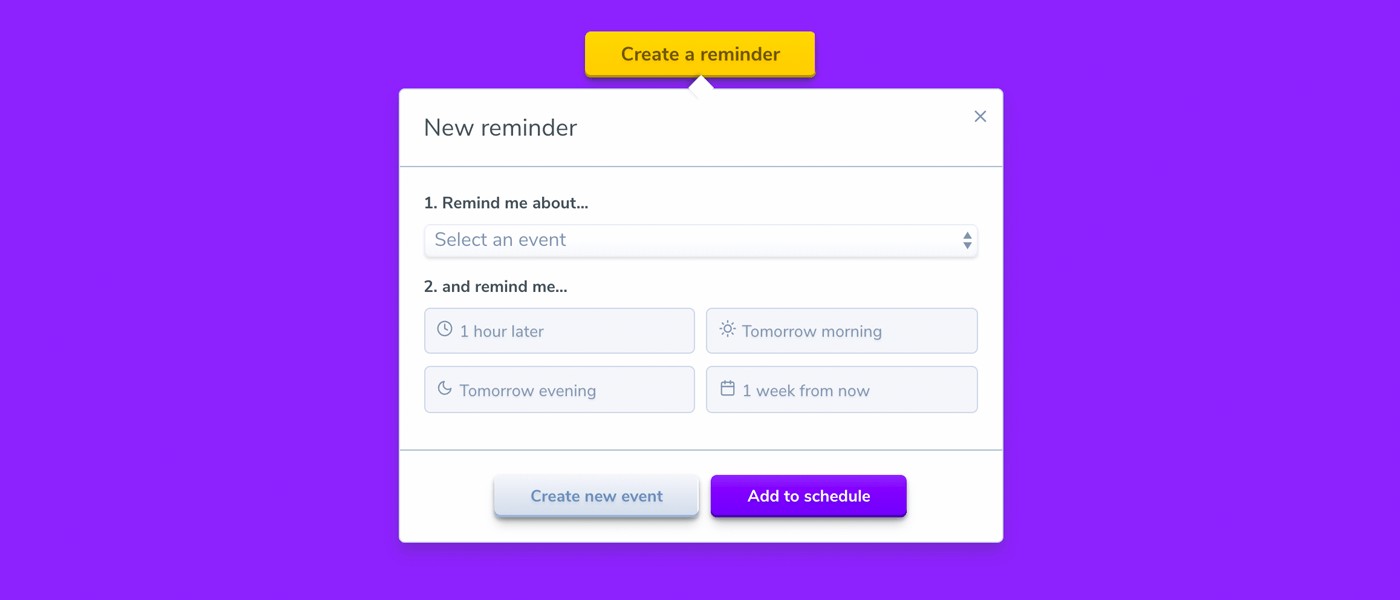 Create a reminder
New reminder
1. Remind me about...
Select an event
2. and remind me...
1 hour later
Tomorrow morning
Tomorrow evening
1 week from now
Create new event
Add to schedule